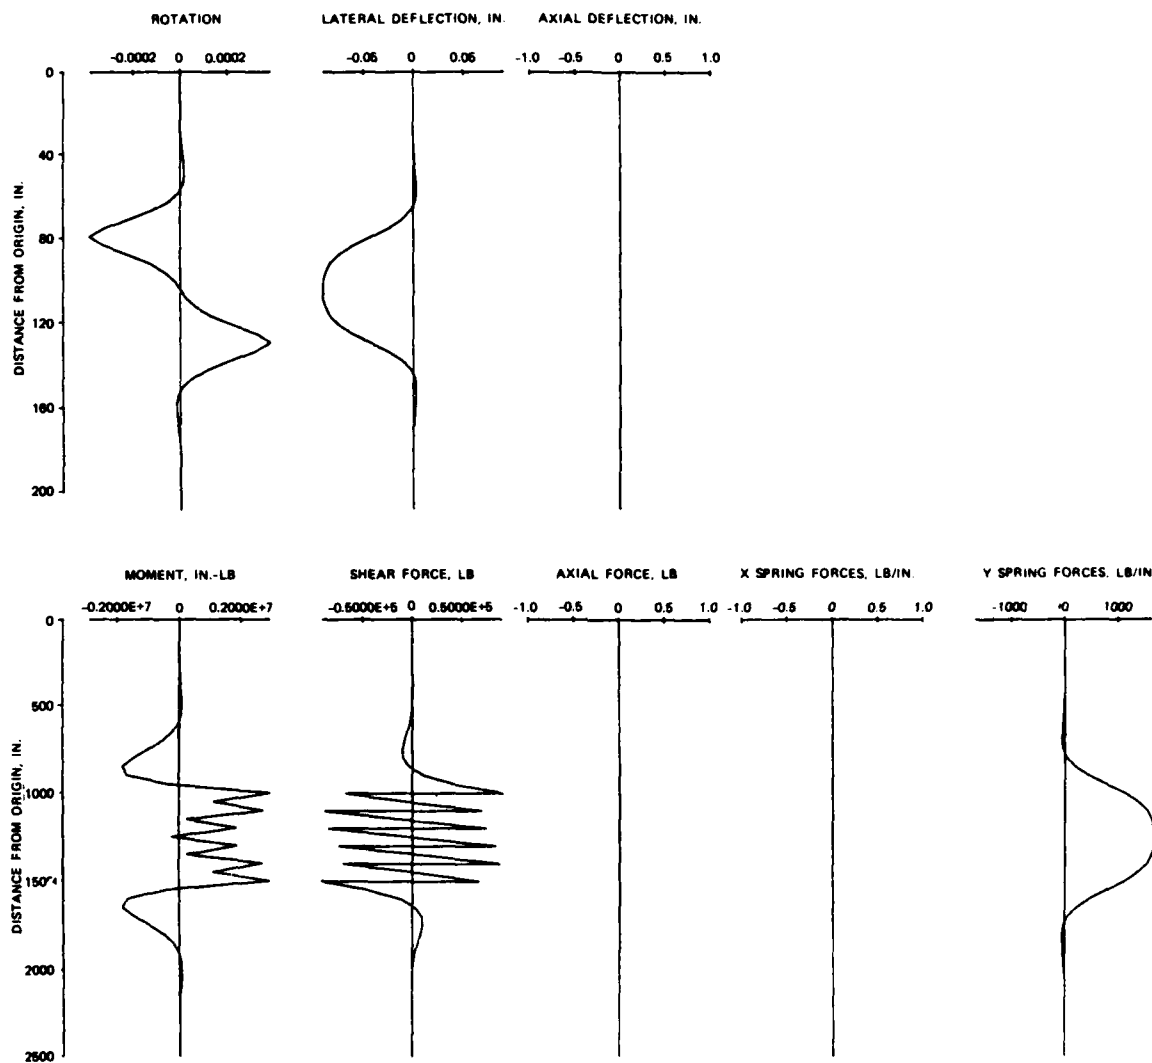 ROTATION LATERAL DEFLECTION, IN. AXIAL DEFLECTION, IN.
-0.0002 0 0.0002 -0.05 0 0.05 -1.0 -0.5 0 0.5 1.0
0
40
80
120
160
200
DISTANCE FROM ORIGIN, IN.
MOMENT, IN.-LB SHEAR FORCE, LB AXIAL FORCE, LB X SPRING FORCES, LB/IN. Y SPRING FORCES, LB/IN
-0.2000E+7 0 0.2000E+7 -0.5000E+5 0 0.5000E+5 -1.0 -0.5 0 0.5 1.0 -1.0 -0.5 0 0.5 1.0 -1000 +0 1000
0
500
1000
2000
2500
DISTANCE FROM ORIGIN, IN.